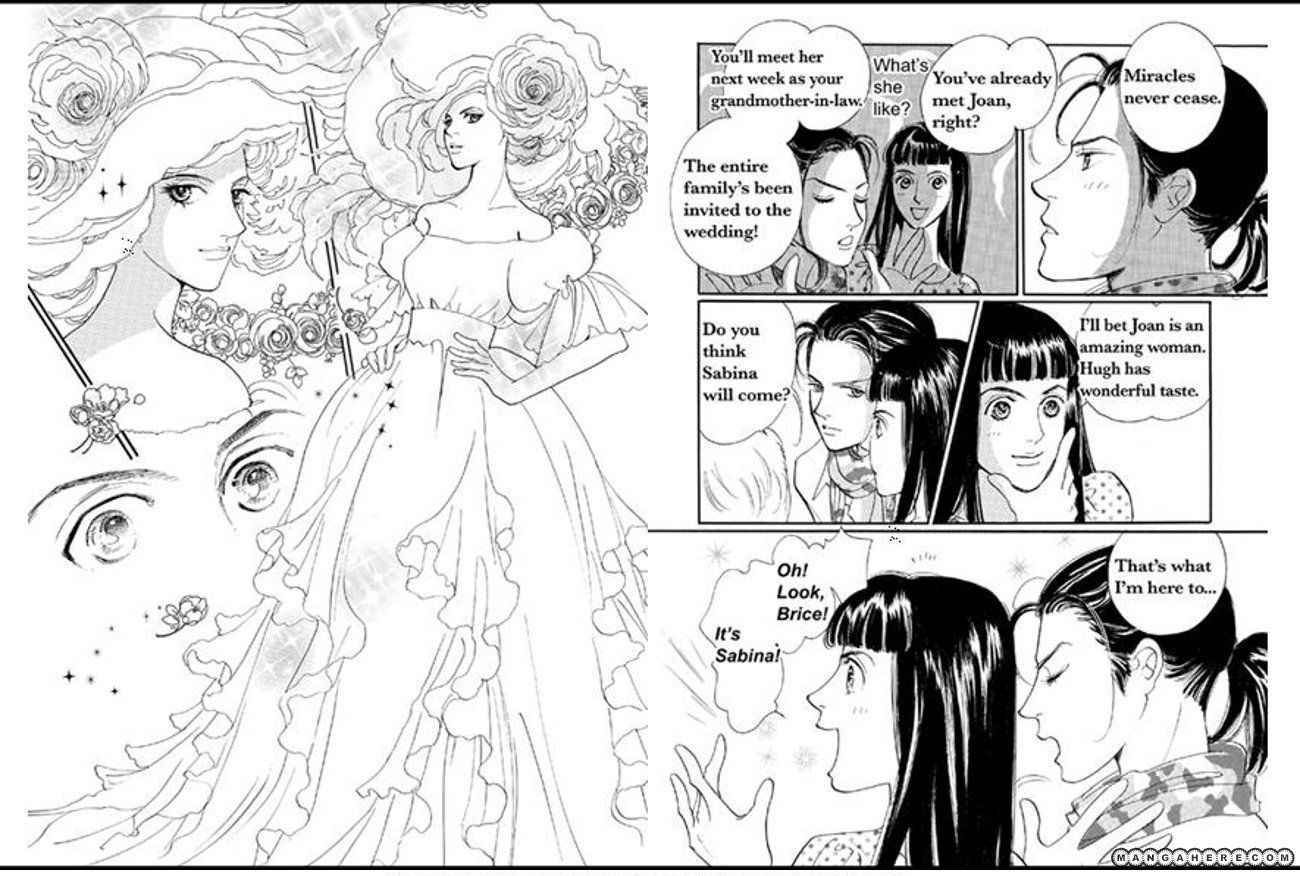 Miracles
never cease.
You've already
met Joan,
right?
What's
she
like?
You'll meet her
next week as your
grandmother-in-law.
The entire
family's been
invited to the
wedding!
I'll bet Joan is an
amazing woman.
Hugh has
wonderful taste.
Do you
think
Sabina
will come?
That's what
I'm here to...
Oh!
Look,
Brice!
It's
Sabina!
MANGAHERE.COM